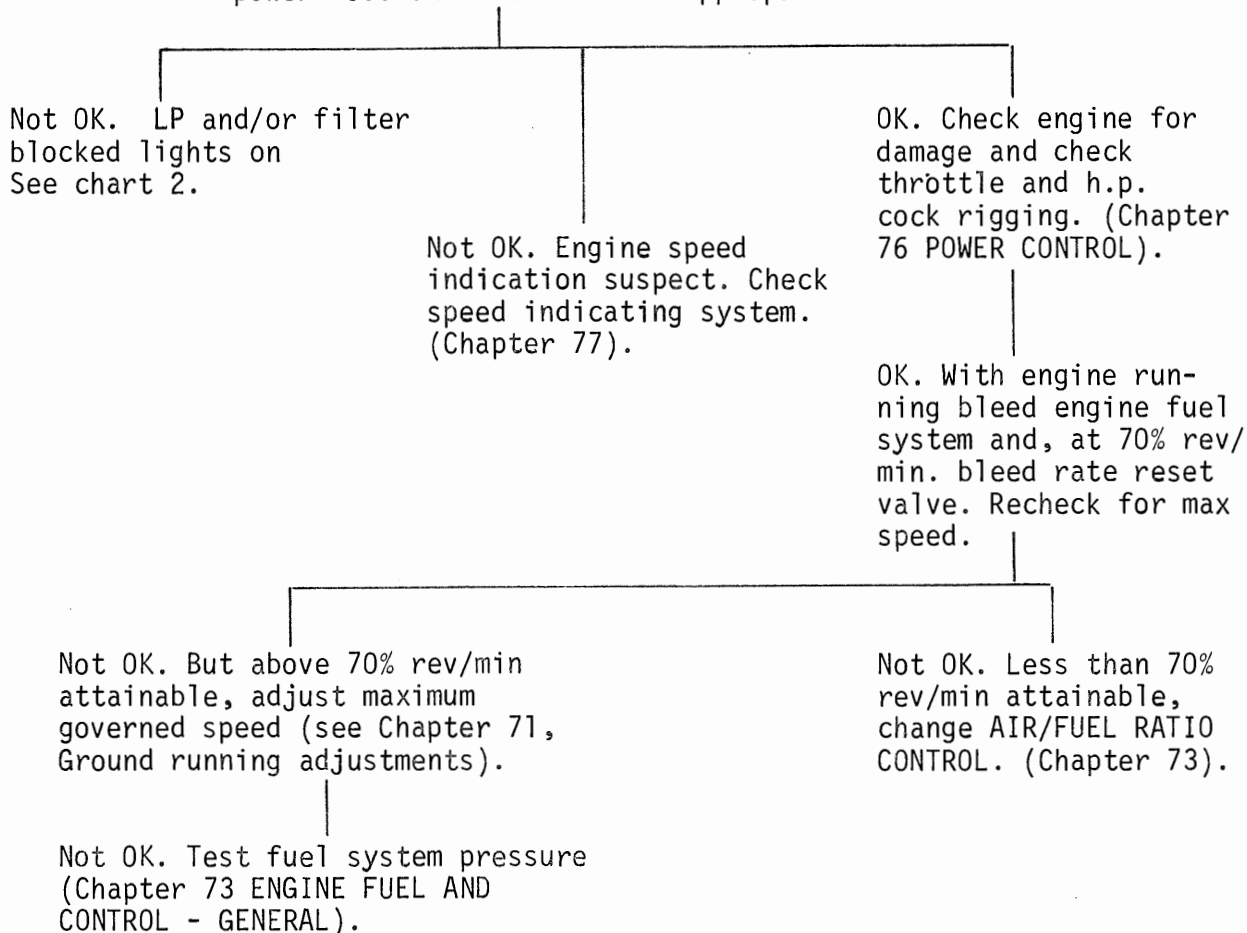 Not OK. LP and/or filter
blocked lights on
See chart 2.
Not OK. Engine speed
indication suspect. Check
speed indicating system.
(Chapter 77).
OK. Check engine for
damage and check
throttle and h.p.
cock rigging. (Chapter
76 POWER CONTROL).
OK. With engine run-
ning bleed engine fuel
system and, at 70% rev/
min. bleed rate reset
valve. Recheck for max
speed.
Not OK. But above 70% rev/min
attainable, adjust maximum
governed speed (see Chapter 71,
Ground running adjustments).
Not OK. Less than 70%
rev/min attainable,
change AIR/FUEL RATIO
CONTROL. (Chapter 73).
Not OK. Test fuel system pressure
(Chapter 73 ENGINE FUEL AND
CONTROL - GENERAL).